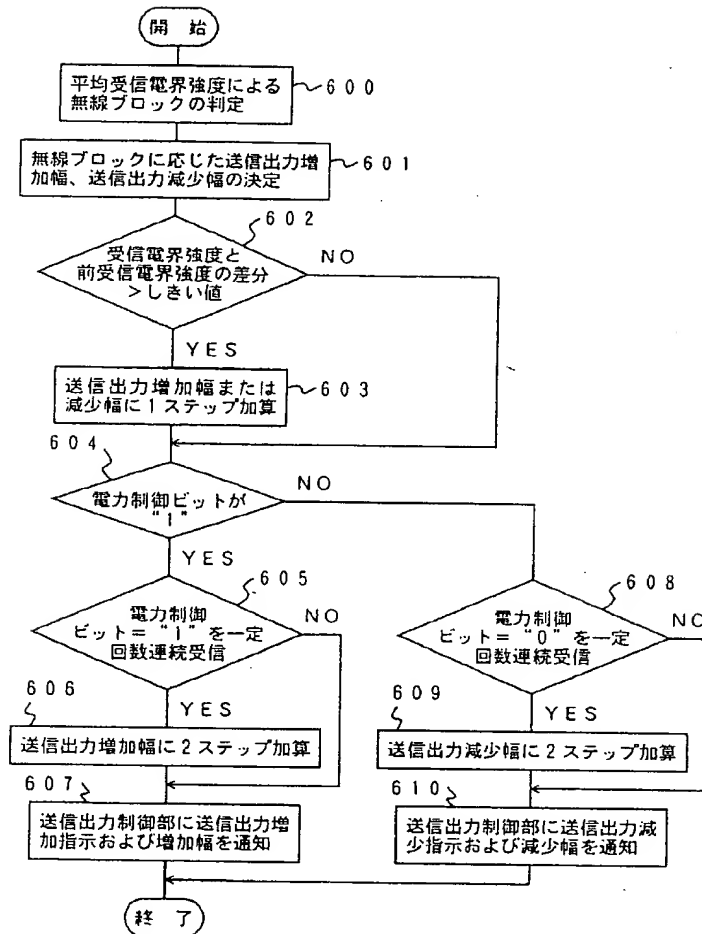 開 始
平均受信電界強度による
無線ブロックの判定
600
無線ブロックに応じた送信出力増
加幅、送信出力減少幅の決定
601
602
受信電界強度と
前受信電界強度の差分
>しきい値
NO
YES
送信出力増加幅または
減少幅に1ステップ加算
603
604
電力制御ビットが
“1”
NO
YES
605
電力制御
ビット=“1”を一定
回数連続受信
NO
YES
606
送信出力増加幅に2ステップ加算
607
送信出力制御部に送信出力増
加指示および増加幅を通知
608
電力制御
ビット=“0”を一定
回数連続受信
NO
YES
609
送信出力減少幅に2ステップ加算
610
送信出力制御部に送信出力減
少指示および減少幅を通知
終 了